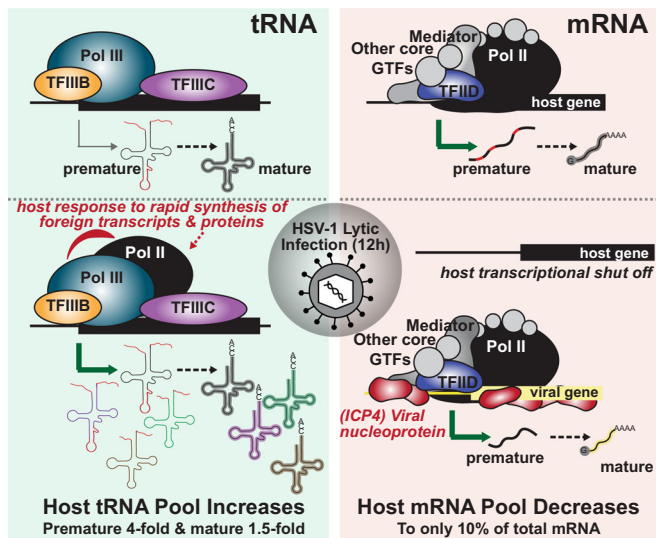 tRNA
Pol III
TFIIIB
TFIIIC
premature
A
C
C
mature
mRNA
Mediator
Other core
GTFs
Pol II
TFIID
host gene
premature
G
AAAA
mature
host response to rapid synthesis of
foreign transcripts & proteins
Pol II
Pol III
TFIIIB
TFIIIC
A
C
C
A
C
C
A
C
C
A
C
C
Host tRNA Pool Increases
Premature 4-fold & mature 1.5-fold
HSV-1 Lytic
Infection (12h)
host gene
host transcriptional shut off
Mediator
Other core
GTFs
Pol II
TFIID
viral gene
(ICP4) Viral
nucleoprotein
premature
G
AAAA
mature
Host mRNA Pool Decreases
To only 10% of total mRNA